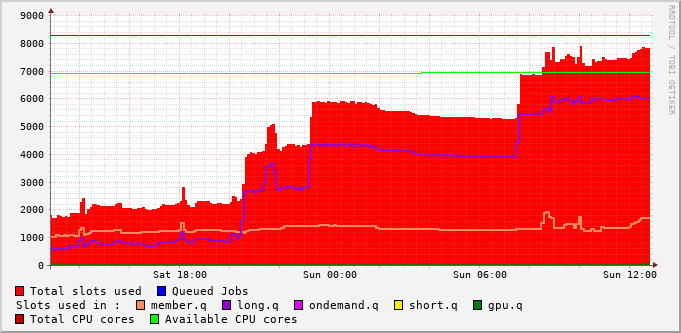 RRDTOOL / TOBI OETIKER
9000
8000
7000
6000
5000
4000
3000
2000
1000
0
Sat 18:00 Sun 00:00 Sun 06:00 Sun 12:00
Total slots used Queued Jobs
Slots used in : member.q long.q ondemand.q short.q gpu.q
Total CPU cores Available CPU cores